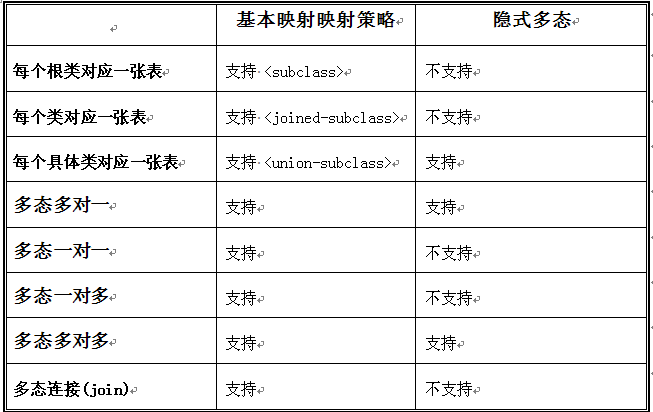 基本映射映射策略 隐式多态
每个根类对应一张表 支持 <subclass> 不支持
每个类对应一张表 支持 <joined-subclass> 不支持
每个具体类对应一张表 支持 <union-subclass> 支持
多态多对一 支持 支持
多态一对一 支持 不支持
多态一对多 支持 不支持
多态多对多 支持 支持
多态连接(join) 支持 不支持